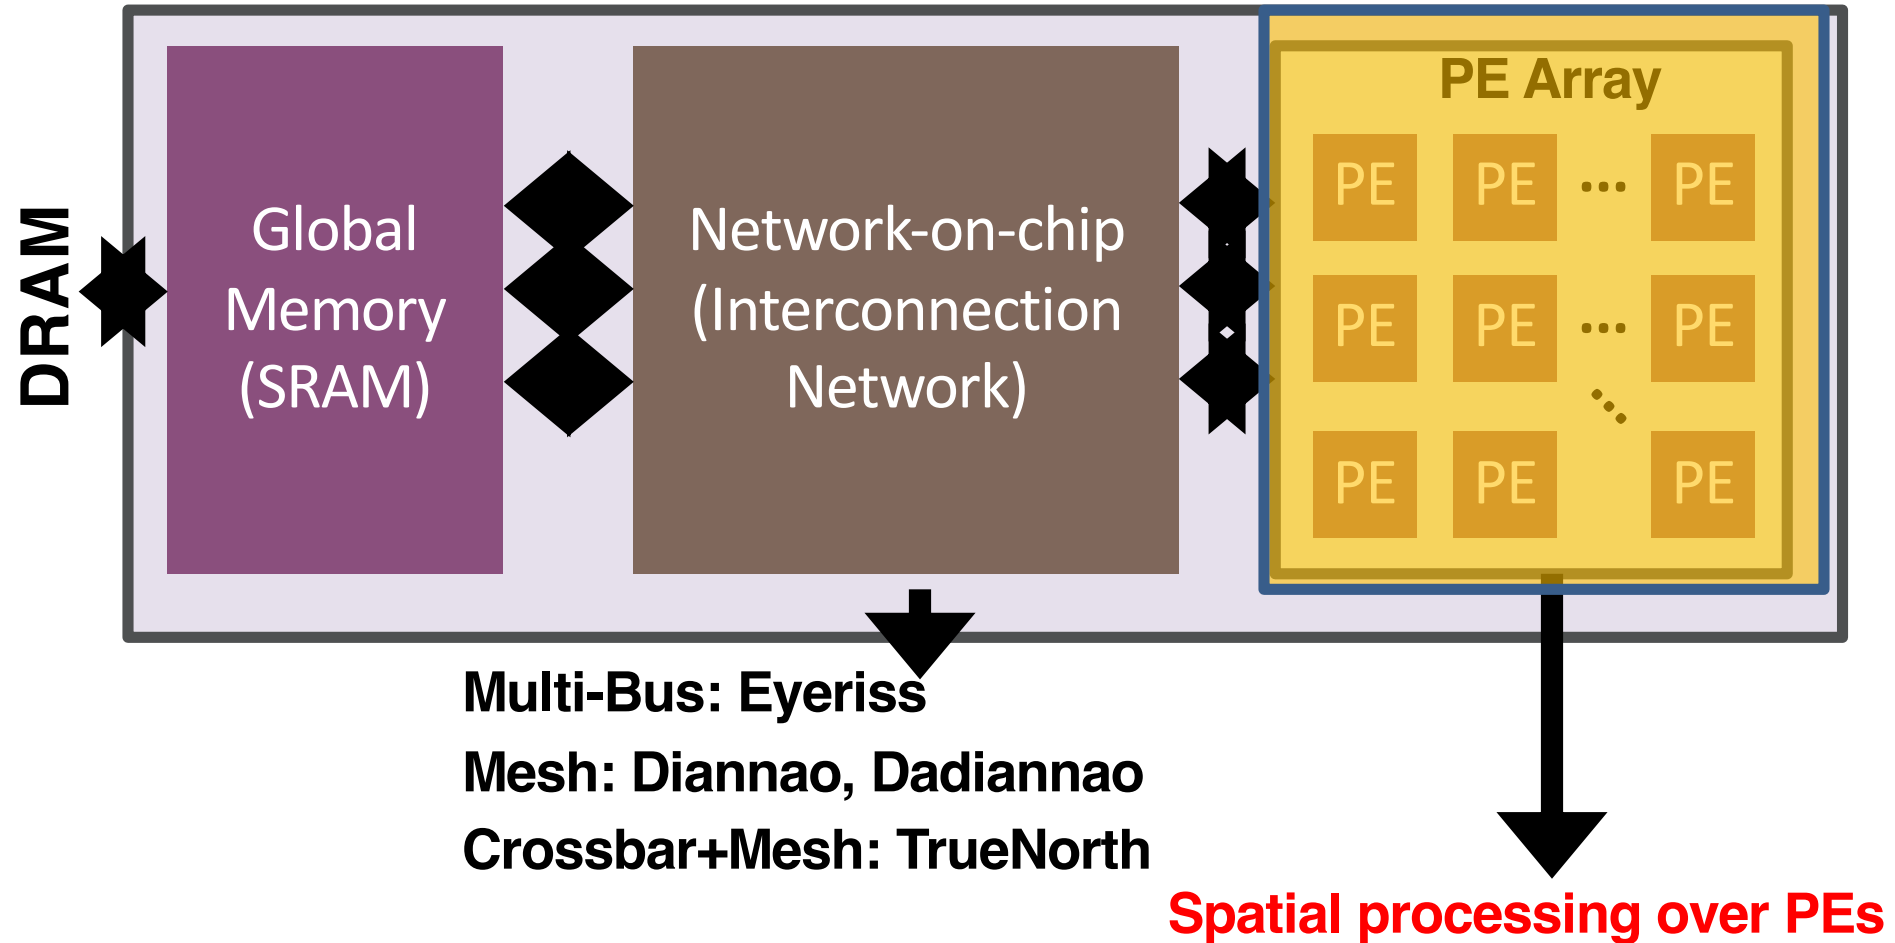 DRAM
Global
Memory
(SRAM)
Network-on-chip
(Interconnection
Network)
PE Array
PE PE ... PE
PE PE ... PE
PE PE PE
Multi-Bus: Eyeriss
Mesh: Diannao, Dadiannao
Crossbar+Mesh: TrueNorth
Spatial processing over PEs